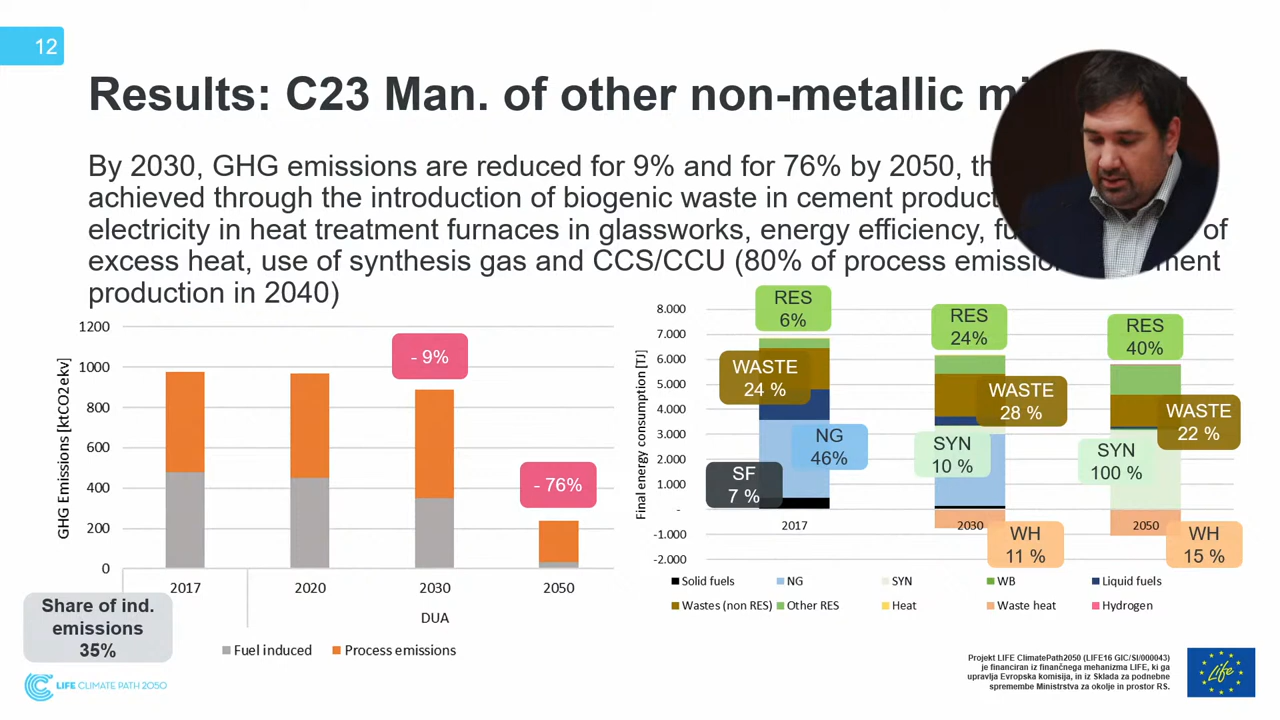 12
Results: C23 Man. of other non-metallic
By 2030, GHG emissions are reduced for 9% and for 76% by 2050,
achieved through the introduction of biogenic waste in cement
electricity in heat treatment furnaces in glassworks, energy efficiency, of
excess heat, use of synthesis gas and CCS/CCU (80% of process
production in 2040)
GHG Emissions [ktCO2ekv]
1200
1000
800
600
400
200
0
- 9%
- 76%
2017
2020
2030
2050
DUA
Fuel induced
Process emissions
Share of ind.
emissions
35%
Final energy consumption [TJ]
8.000
7.000
6.000
5.000
4.000
3.000
2.000
1.000
-
-1.000
-2.000
RES
6%
WASTE
24 %
NG
46%
SF
7 %
2017
RES
24%
WASTE
28 %
SYN
10 %
2030
WH
11 %
RES
40%
WASTE
22 %
SYN
100 %
2050
WH
15 %
Solid fuels
NG
SYN
WB
Liquid fuels
Wastes (non RES)
Other RES
Heat
Waste heat
Hydrogen
LIFE CLIMATE PATH 2050
Projekt LIFE ClimatePath2050 (LIFE16 GIC/SI/000043)
je financiran iz finančnega mehanizma LIFE, ki ga
upravlja Evropska komisija, in iz Sklada za podnebne
spremembe Ministrstva za okolje in prostor RS.
Life